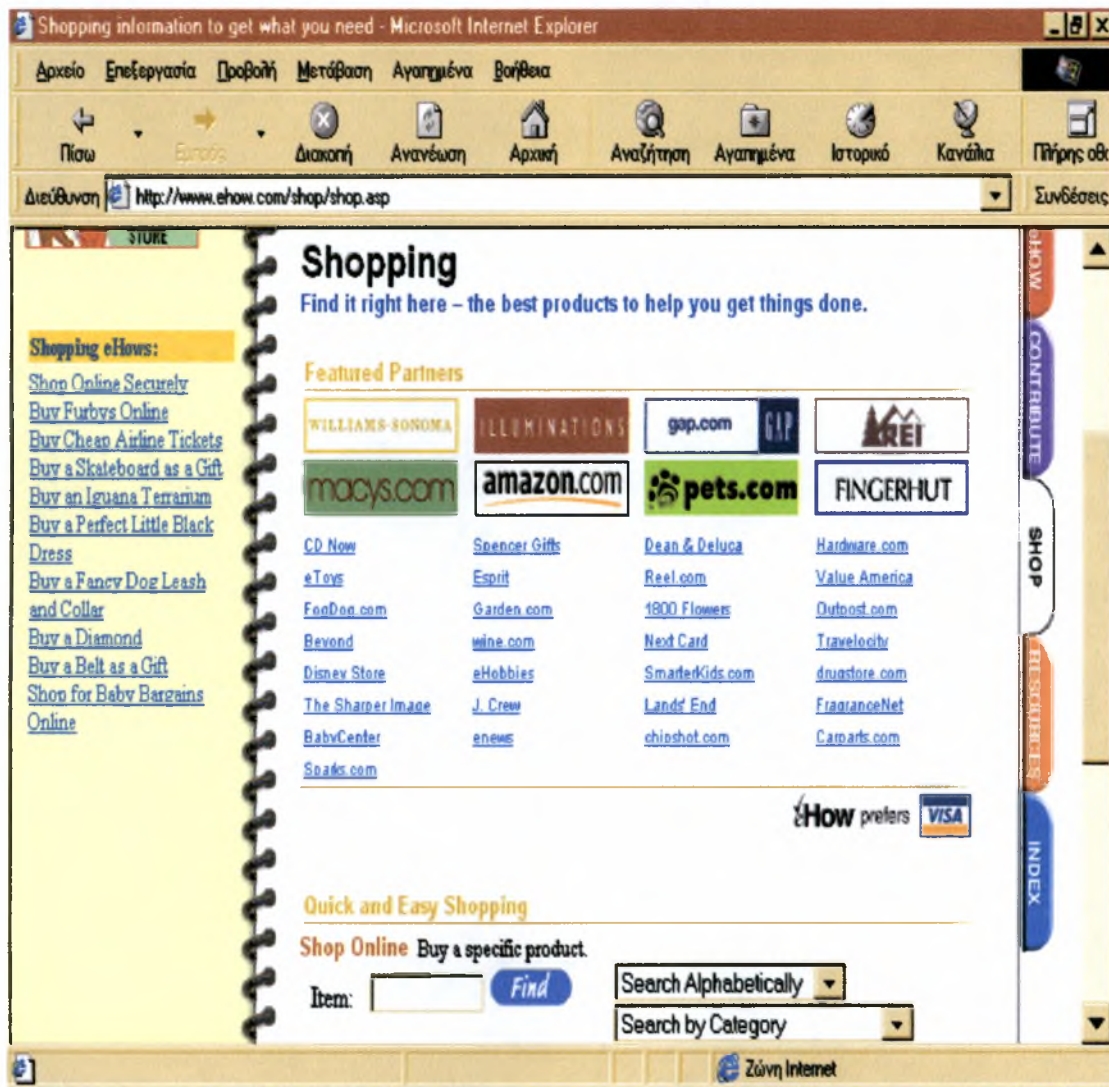 Shopping information to get what you need - Microsoft Internet Explorer
Αρχείο Επεξεργασία Προβολή Μετάβαση Αγαπημένα Βοήθεια
Πίσω Εμπρός Διακοπή Ανανέωση Αρχική Αναζήτηση Αγαπημένα Ιστορικό Κανάλια Πλήρης οθό
Διεύθυνση http://www.ehow.com/shop/shop.asp Συνδέσεις
STORE
Shopping eHows:
Shop Online Securely
Buy Furbys Online
Buy Cheap Airline Tickets
Buy a Skateboard as a Gift
Buy an Iguana Terrarium
Buy a Perfect Little Black
Dress
Buy a Fancy Dog Leash
and Collar
Buy a Diamond
Buy a Belt as a Gift
Shop for Baby Bargains
Online
Shopping
Find it right here – the best products to help you get things done.
Featured Partners
WILLIAMS-SONOMA ILLUMINATIONS gap.com GAP REI
macys.com amazon.com pets.com FINGERHUT
CD Now Spencer Gifts Dean & Deluca Hardware.com
eToys Esprit Reel.com Value America
FogDog.com Garden.com 1800 Flowers Outpost.com
Beyond wine.com Next Card Travelocity
Disney Store eHobbies SmarterKids.com drugstore.com
The Sharper Image J. Crew Lands' End FragranceNet
BabyCenter enews chipshot.com Carparts.com
Sparks.com
eHow prefers VISA
Quick and Easy Shopping
Shop Online Buy a specific product.
Item: Find Search Alphabetically
Search by Category
eHOW
CONTRIBUTE
SHOP
RESOURCES
INDEX
Ζώνη Internet